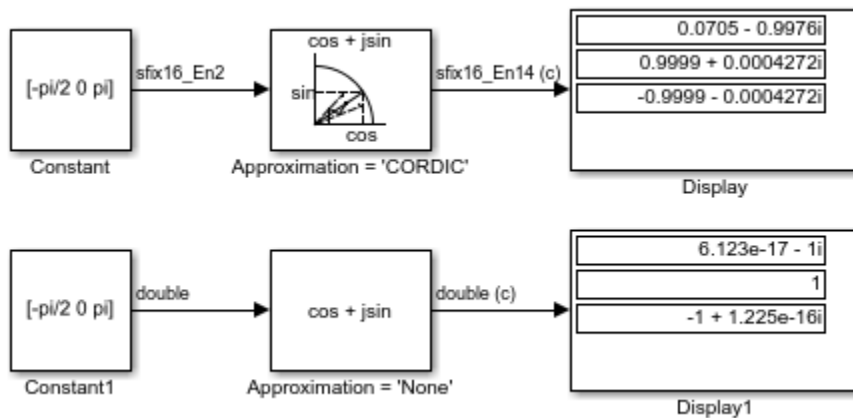 cos + jsin
0.0705 - 0.9976i
[-pi/2 0 pi]
sfix16_En2
sin
cos
sfix16_En14 (c)
0.9999 + 0.0004272i
-0.9999 - 0.0004272i
Constant
Approximation = 'CORDIC'
Display
[-pi/2 0 pi]
double
cos + jsin
double (c)
6.123e-17 - 1i
1
-1 + 1.225e-16i
Constant1
Approximation = 'None'
Display1